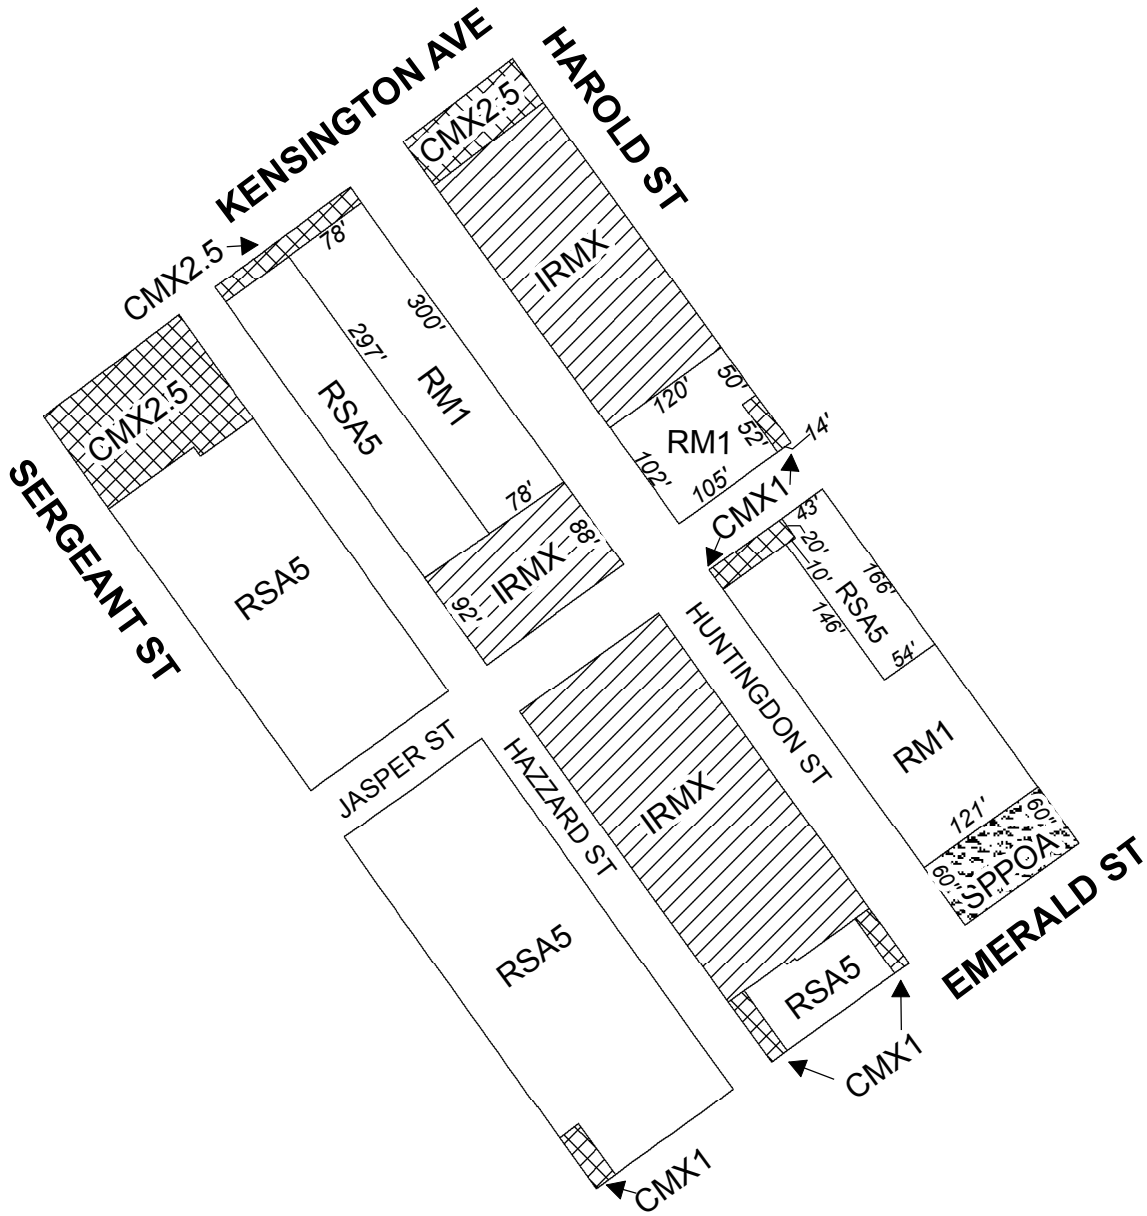 KENSINGTON AVE
HAROLD ST
CMX2.5
CMX2.5
78'
IRMX
300'
297'
RM1
RSA5
CMX2.5
50'
120'
RM1
52'
14'
102'
105'
SERGEANT ST
RSA5
78'
88'
IRMX
92'
CMX1
43'
20'
10'
166'
RSA5
146'
54'
HUNTINGDON ST
RM1
JASPER ST
HAZZARD ST
IRMX
121'
60"
60'
SPPOA
EMERALD ST
RSA5
RSA5
CMX1
CMX1